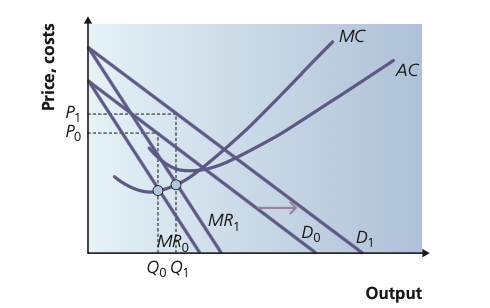 Price, costs
MC
AC
P1
P0
MR1
MR0
D0
D1
Q0 Q1
Output